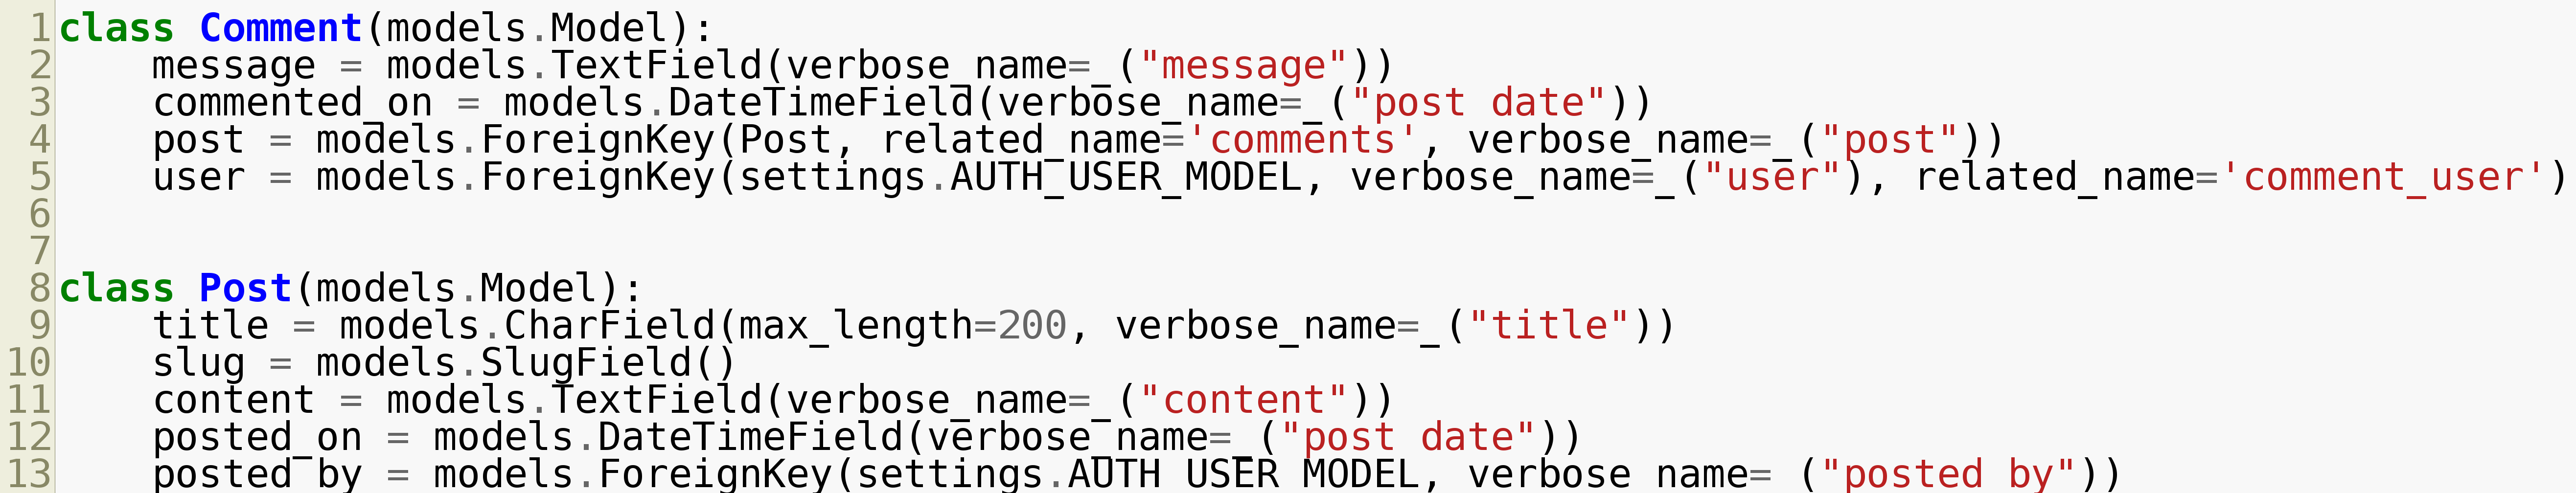 1 class Comment(models.Model):
2     message = models.TextField(verbose_name=_("message"))
3     commented_on = models.DateTimeField(verbose_name=_("post date"))
4     post = models.ForeignKey(Post, related_name='comments', verbose_name=_("post"))
5     user = models.ForeignKey(settings.AUTH_USER_MODEL, verbose_name=_("user"), related_name='comment_user')
6
7
8 class Post(models.Model):
9     title = models.CharField(max_length=200, verbose_name=_("title"))
10     slug = models.SlugField()
11     content = models.TextField(verbose_name=_("content"))
12     posted_on = models.DateTimeField(verbose_name=_("post date"))
13     posted_by = models.ForeignKey(settings.AUTH_USER_MODEL, verbose_name=_("posted by"))